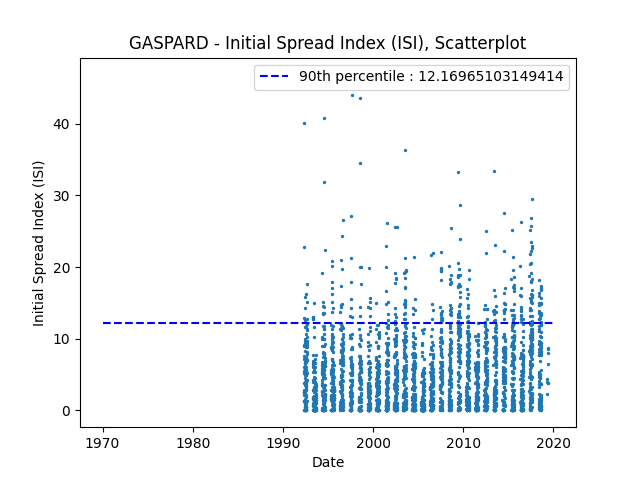 GASPARD - Initial Spread Index (ISI), Scatterplot
90th percentile : 12.16965103149414
Initial Spread Index (ISI)
40
30
20
10
0
1970 1980 1990 2000 2010 2020
Date